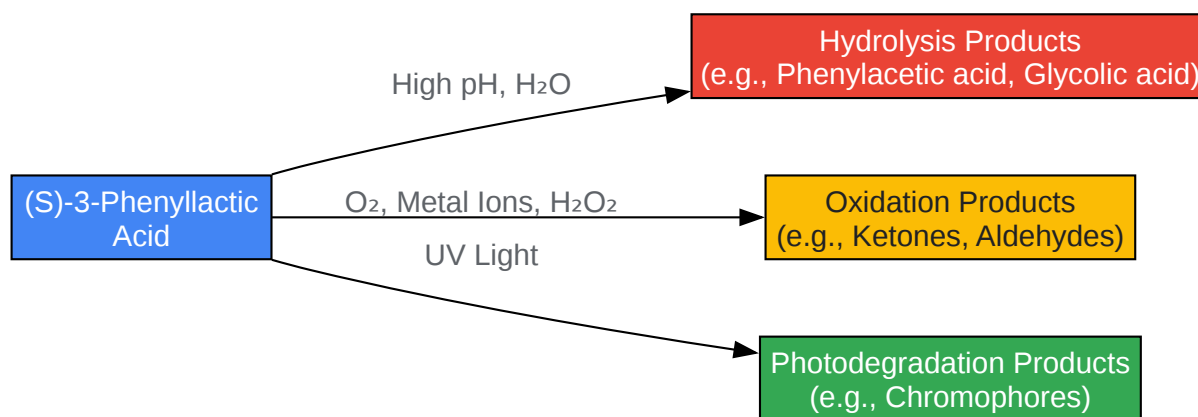 Hydrolysis Products
(e.g., Phenylacetic acid, Glycolic acid)
High pH, H₂O
(S)-3-Phenyllactic
Acid
O₂, Metal Ions, H₂O₂
Oxidation Products
(e.g., Ketones, Aldehydes)
UV Light
Photodegradation Products
(e.g., Chromophores)